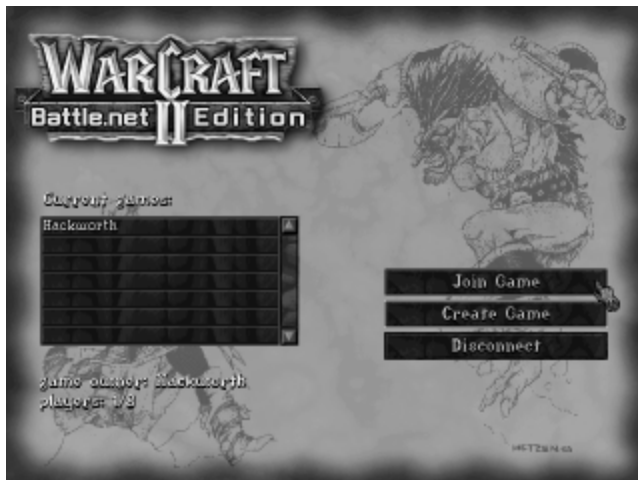 WARCRAFT
Battle.net II Edition
Current games:
Hackworth
Join Game
Create Game
Disconnect
game owner: Hackworth
players: 1/8
METZEN